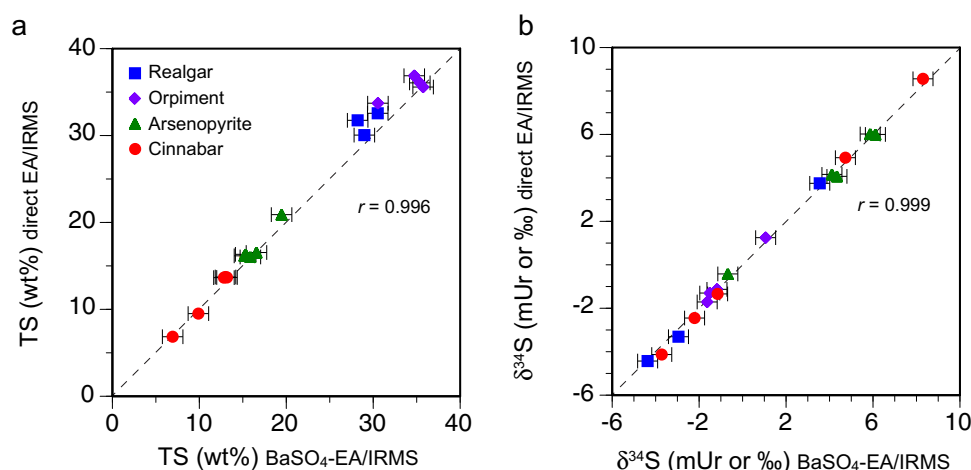 a
TS (wt%) direct EA/IRMS
40
30
20
10
0
Realgar
Orpiment
Arsenopyrite
Cinnabar
r = 0.996
0 10 20 30 40
TS (wt%) BaSO₄-EA/IRMS
b
δ³⁴S (mUr or ‰) direct EA/IRMS
10
6
2
-2
-6
r = 0.999
-6 -2 2 6 10
δ³⁴S (mUr or ‰) BaSO₄-EA/IRMS